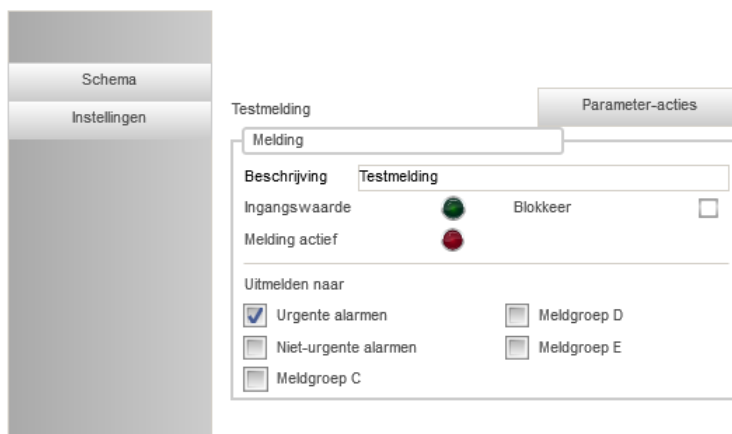 Schema
Instellingen
Testmelding
Parameter-acties
Melding
Beschrijving Testmelding
Ingangswaarde Blokkeer
Melding actief
Uitmelden naar
Urgente alarmen Meldgroep D
Niet-urgente alarmen Meldgroep E
Meldgroep C